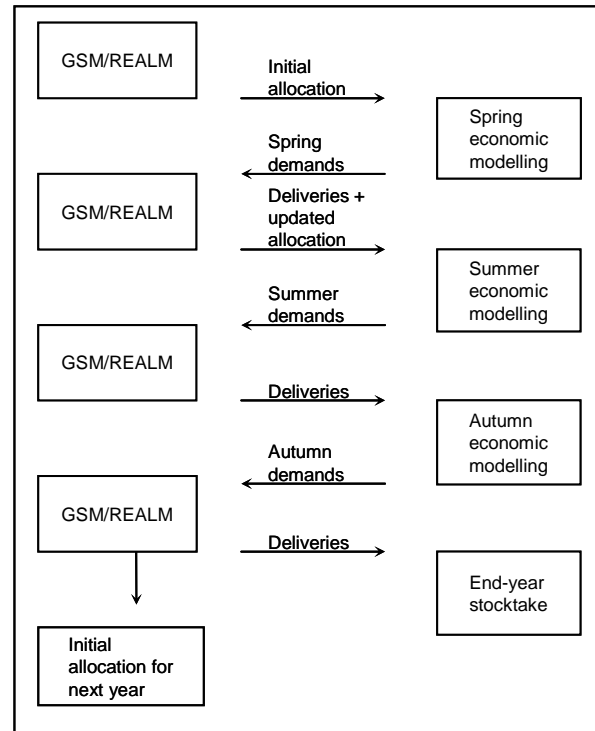 GSM/REALM
Initial
allocation
Spring
economic
modelling
Spring
demands
GSM/REALM
Deliveries +
updated
allocation
Summer
economic
modelling
Summer
demands
GSM/REALM
Deliveries
Autumn
economic
modelling
Autumn
demands
GSM/REALM
Deliveries
End-year
stocktake
Initial
allocation for
next year